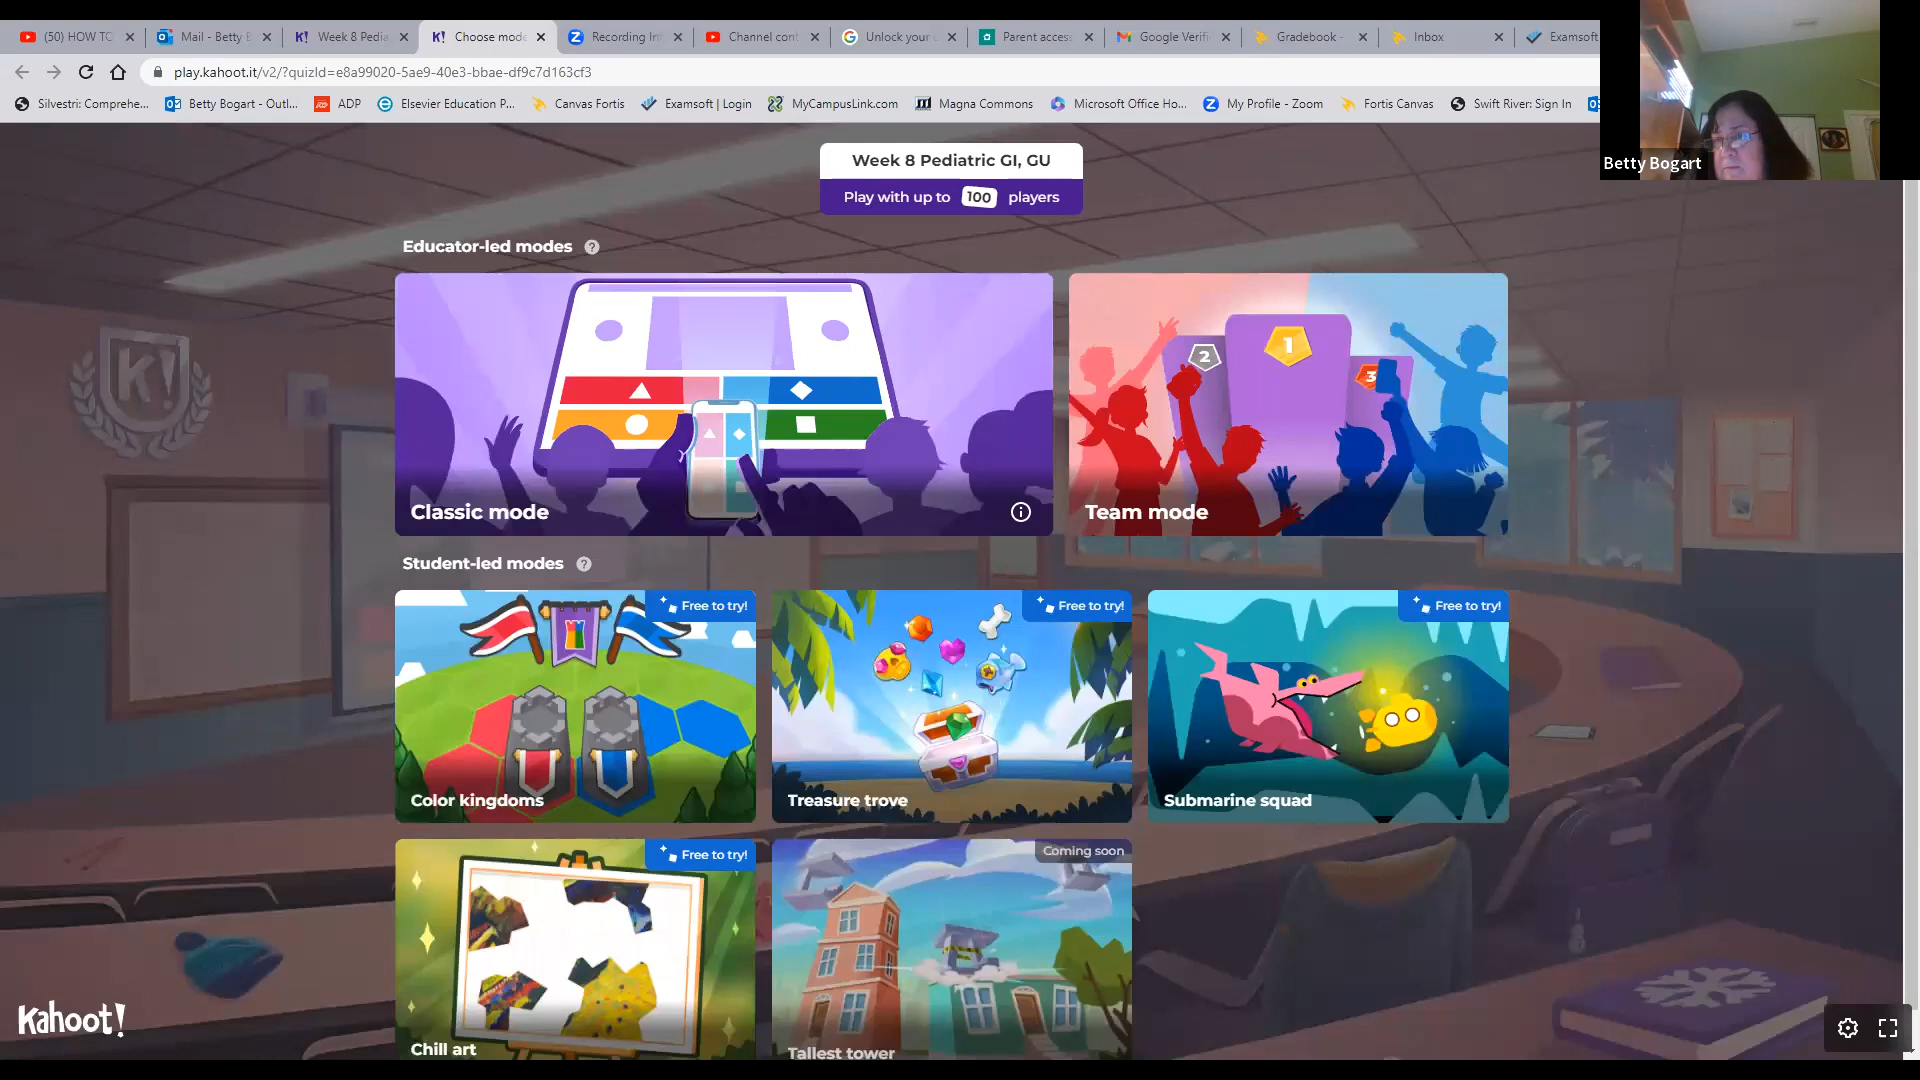 (50) HOW TO
Mail - Betty B
Week 8 Pedia
Choose mode
Recording In
Channel cont
Unlock your
Parent access
Google Verifi
Gradebook -
Inbox
Examsoft
play.kahoot.it/v2/?quizId=e8a99020-5ae9-40e3-bbae-df9c7d163cf3
Silvestri: Comprehe...
Betty Bogart - Outl...
ADP
Elsevier Education P...
Canvas Fortis
Examsoft | Login
MyCampusLink.com
Magna Commons
Microsoft Office Ho...
My Profile - Zoom
Fortis Canvas
Swift River: Sign In
Betty Bogart
Week 8 Pediatric GI, GU
Play with up to 100 players
Educator-led modes ?
K!
2
1
3
Classic mode
Team mode
Student-led modes ?
Free to try!
Free to try!
Free to try!
Color kingdoms
Treasure trove
Submarine squad
Free to try!
Coming soon
Kahoot!
Chill art
Tallest tower